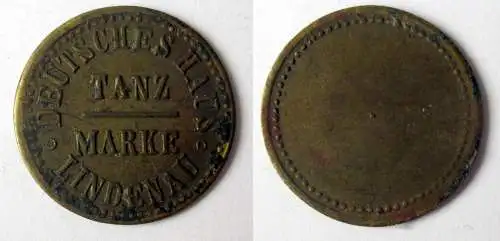 DEUTSCHES HAUS
TANZ
MARKE
LINDENAU